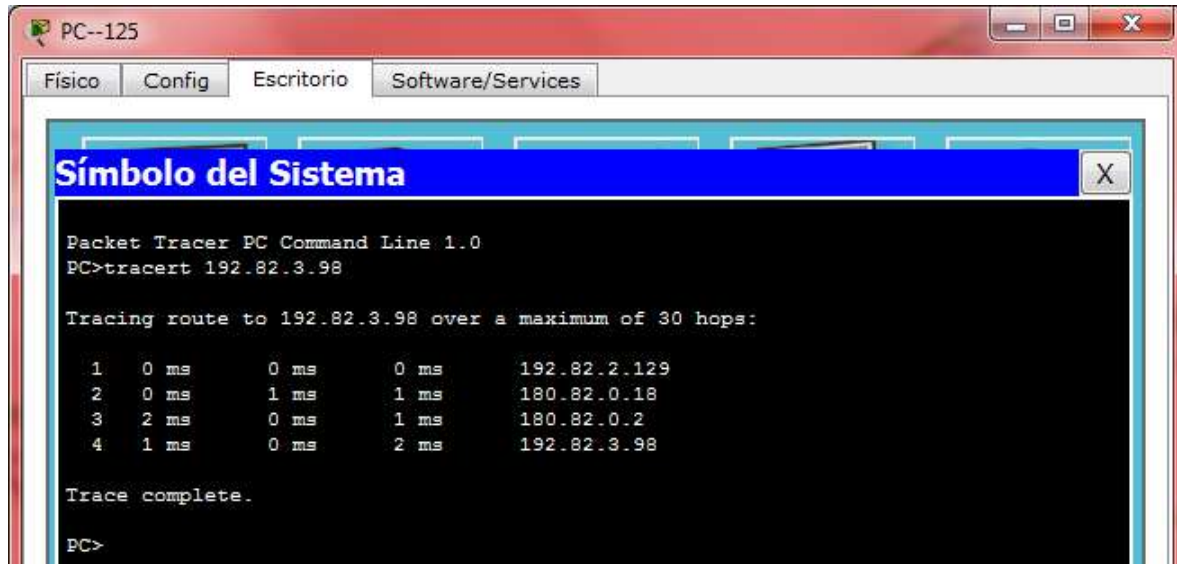 PC--125
Físico Config Escritorio Software/Services
Símbolo del Sistema X
Packet Tracer PC Command Line 1.0
PC>tracert 192.82.3.98
Tracing route to 192.82.3.98 over a maximum of 30 hops:
1 0 ms 0 ms 0 ms 192.82.2.129
2 0 ms 1 ms 1 ms 180.82.0.18
3 2 ms 0 ms 1 ms 180.82.0.2
4 1 ms 0 ms 2 ms 192.82.3.98
Trace complete.
PC>